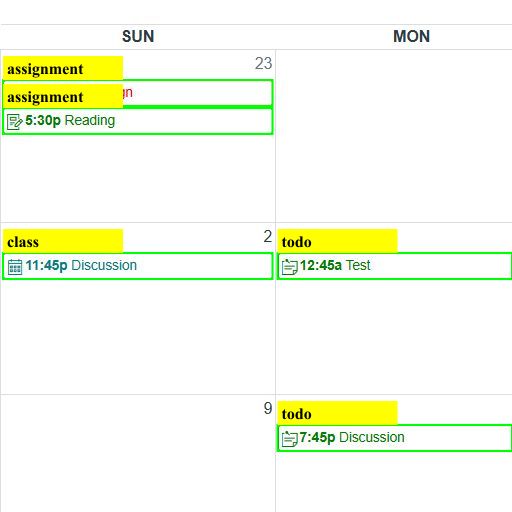 SUN MON
23
assignment
assignment
5:30p Reading
2
class
todo
11:45p Discussion
12:45a Test
9
todo
7:45p Discussion